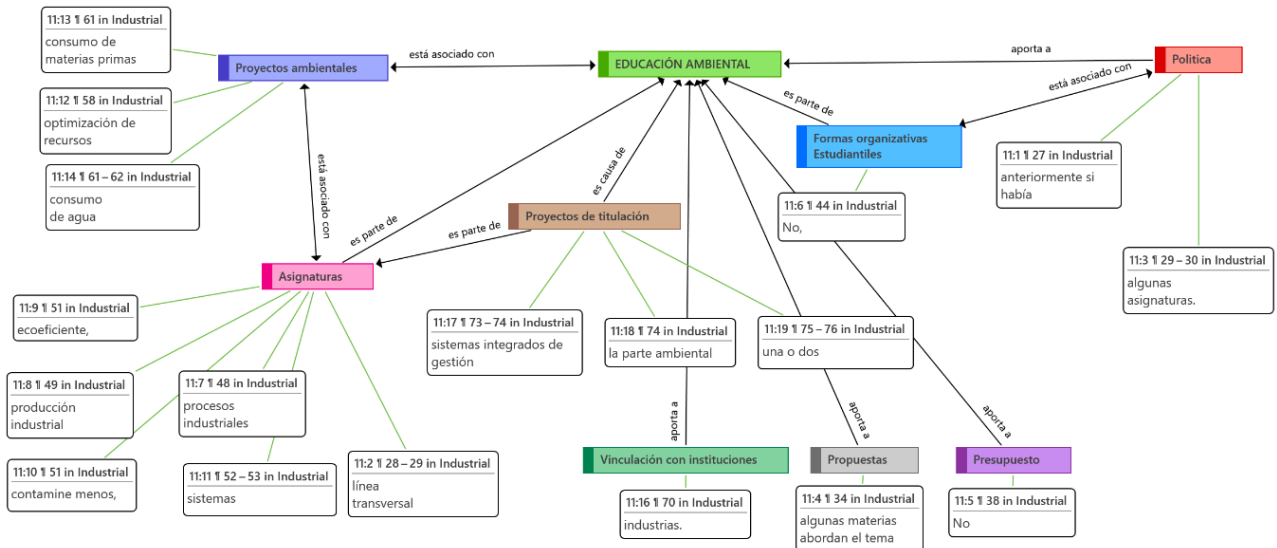 11:13 ¶ 61 in Industrial
consumo de
materias primas
Proyectos ambientales
está asociado con
EDUCACIÓN AMBIENTAL
aporta a
Politica
11:12 ¶ 58 in Industrial
optimización de
recursos
está asociado con
es parte de
Formas organizativas
Estudiantiles
11:14 ¶ 61 – 62 in Industrial
consumo
de agua
11:1 ¶ 27 in Industrial
anteriormente si
había
está asociado con
es causa de
11:6 ¶ 44 in Industrial
No,
Proyectos de titulación
es parte de
es parte de
Asignaturas
11:3 ¶ 29 – 30 in Industrial
algunas
asignaturas.
11:9 ¶ 51 in Industrial
ecoeficiente,
11:17 ¶ 73 – 74 in Industrial
sistemas integrados de
gestión
11:18 ¶ 74 in Industrial
la parte ambiental
11:19 ¶ 75 – 76 in Industrial
una o dos
11:8 ¶ 49 in Industrial
producción
industrial
11:7 ¶ 48 in Industrial
procesos
industriales
aporta a
aporta a
aporta a
11:10 ¶ 51 in Industrial
contamine menos,
11:11 ¶ 52 – 53 in Industrial
sistemas
11:2 ¶ 28 – 29 in Industrial
línea
transversal
Vinculación con instituciones
Propuestas
Presupuesto
11:16 ¶ 70 in Industrial
industrias.
11:4 ¶ 34 in Industrial
algunas materias
abordan el tema
11:5 ¶ 38 in Industrial
No